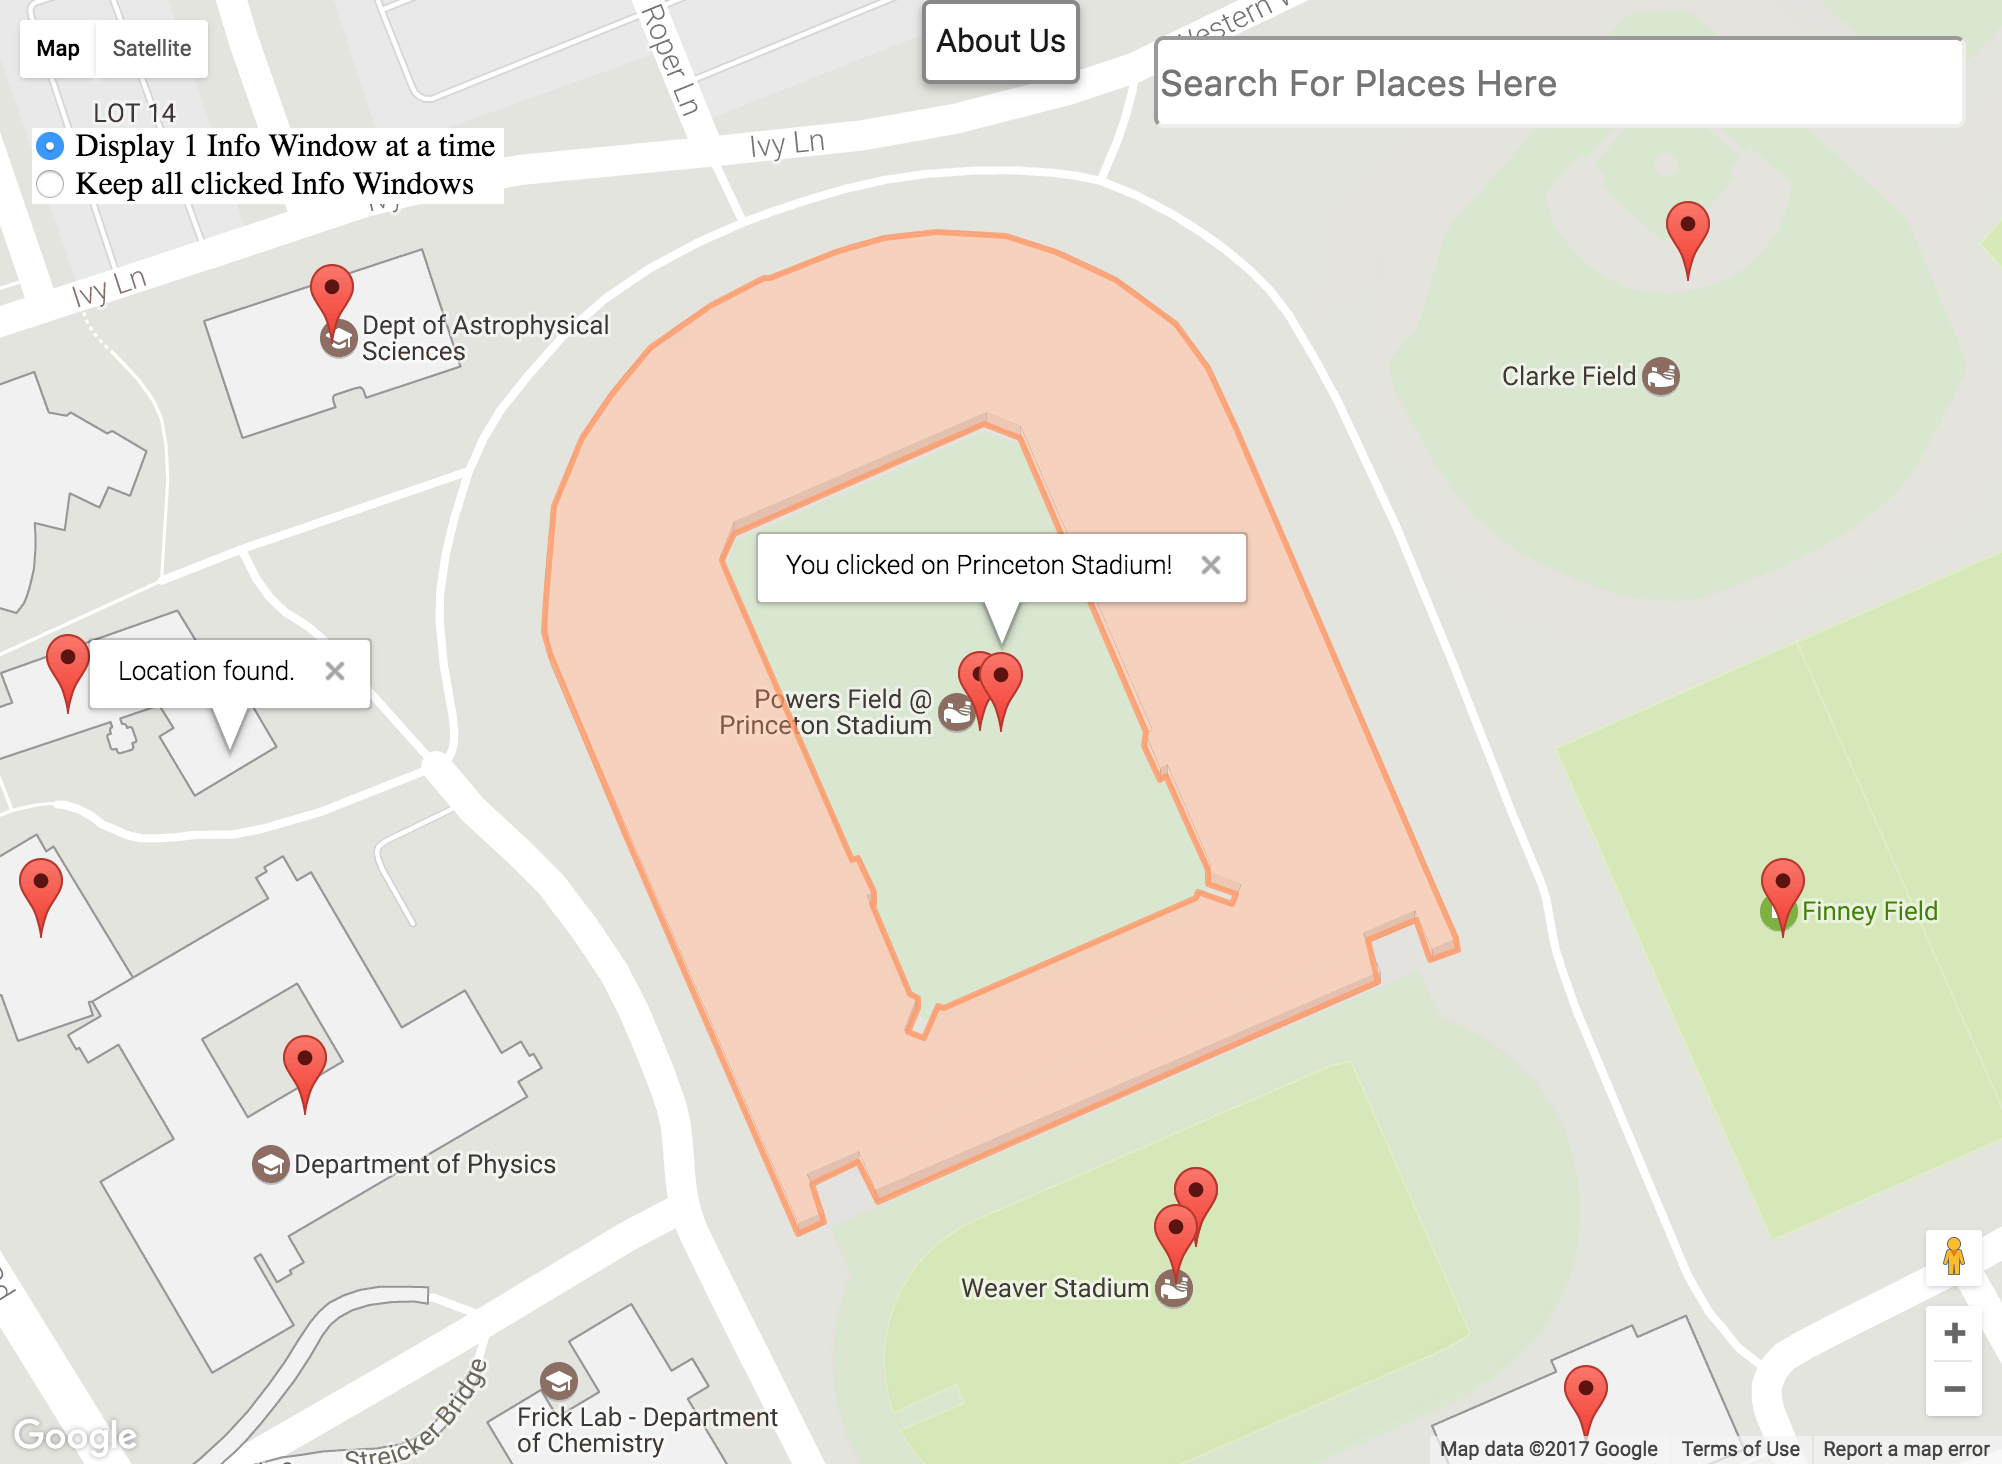 Map Satellite
About Us
Search For Places Here
Roper Ln
Western
LOT 14
Display 1 Info Window at a time
Keep all clicked Info Windows
Ivy Ln
Ivy
Ivy Ln
Dept of Astrophysical
Sciences
Clarke Field
You clicked on Princeton Stadium! ×
Location found. ×
Powers Field @
Princeton Stadium
Finney Field
Department of Physics
Weaver Stadium
Streicker Bridge
Frick Lab - Department
of Chemistry
+
−
Google
Map data ©2017 Google Terms of Use Report a map error